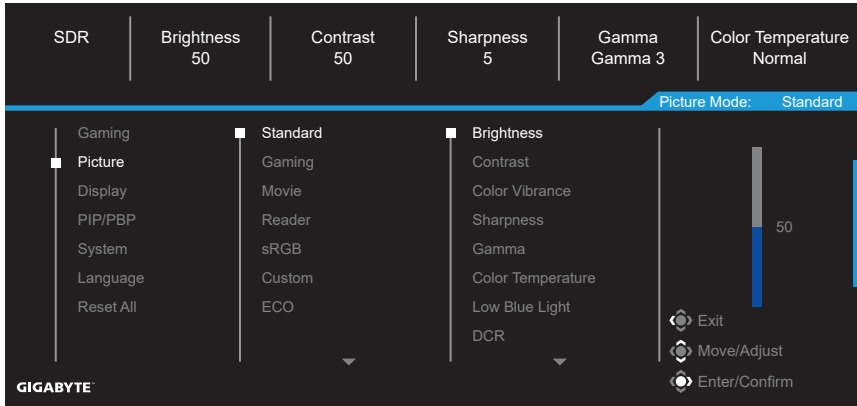 SDR Brightness Contrast Sharpness Gamma Color Temperature
50 50 5 Gamma 3 Normal
Picture Mode: Standard
Gaming Standard Brightness
Picture Gaming Contrast
Display Movie Color Vibrance
PIP/PBP Reader Sharpness
50
System sRGB Gamma
Language Custom Color Temperature
Reset All ECO Low Blue Light
Exit
DCR
Move/Adjust
GIGABYTE™ Enter/Confirm